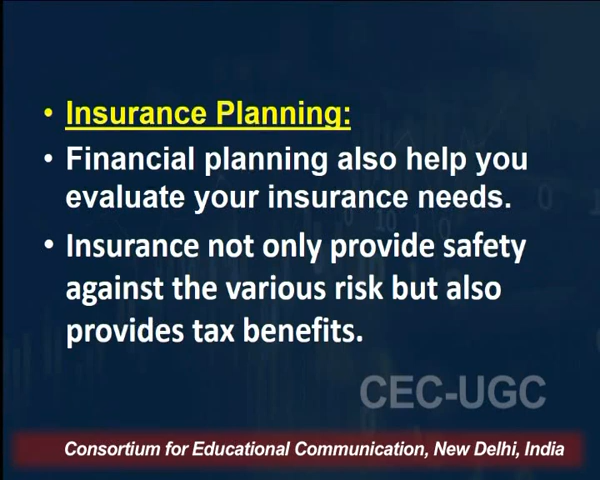 • Insurance Planning:
• Financial planning also help you
evaluate your insurance needs.
• Insurance not only provide safety
against the various risk but also
provides tax benefits.
CEC-UGC
Consortium for Educational Communication, New Delhi, India